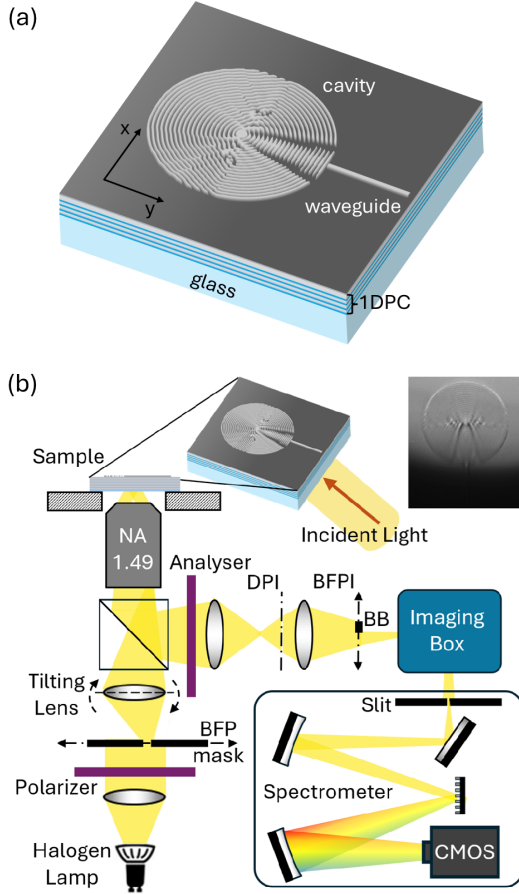 (a)
cavity
x
y
waveguide
glass
1DPC
(b)
Sample
NA
1.49
Incident Light
Analyser
DPI
BFPI
BB
Imaging
Box
Tilting
Lens
Slit
BFP
mask
Polarizer
Spectrometer
Halogen
Lamp
CMOS